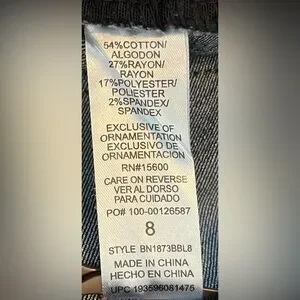 54%COTTON/
ALGODON
27%RAYON/
RAYON
17%POLYESTER/
POLIESTER
2%SPANDEX/
SPANDEX
EXCLUSIVE OF
ORNAMENTATION
EXCLUSIVO DE
ORNAMENTACION
RN#15600
CARE ON REVERSE
VER AL DORSO
PARA CUIDADO
PO# 100-00126587
8
STYLE BN1873BBL8
MADE IN CHINA
HECHO EN CHINA
UPC 193596081475